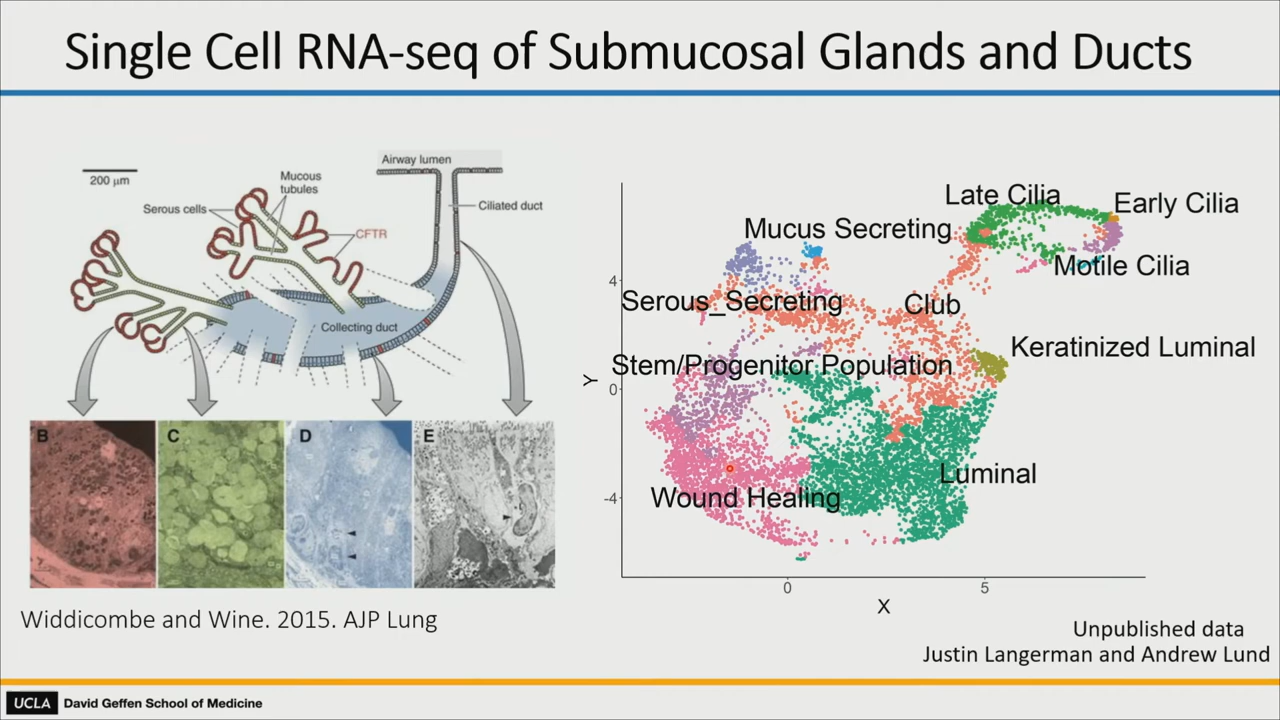 Single Cell RNA-seq of Submucosal Glands and Ducts
200 μm
Airway lumen
Mucous
tubules
Serous cells
Ciliated duct
CFTR
Collecting duct
B
C
D
E
Widdicombe and Wine. 2015. AJP Lung
Late Cilia
Early Cilia
Mucus Secreting
Motile Cilia
Serous_Secreting
Club
Keratinized Luminal
Stem/Progenitor Population
Luminal
Wound Healing
Y
4
0
-4
0
5
X
Unpublished data
Justin Langerman and Andrew Lund
UCLA David Geffen School of Medicine